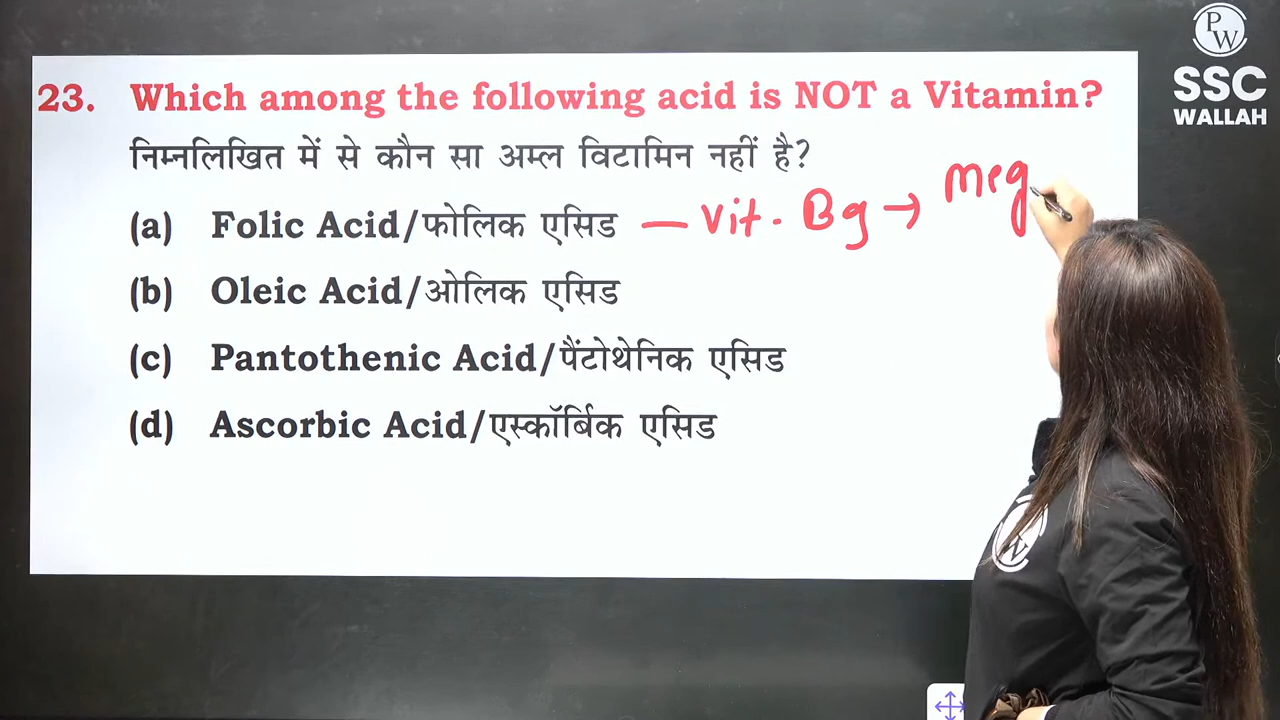 PW
SSC
WALLAH
23. Which among the following acid is NOT a Vitamin?
निम्नलिखित में से कौन सा अम्ल विटामिन नहीं है?
(a) Folic Acid/फोलिक एसिड — Vit. B9 → Meg
(b) Oleic Acid/ओलिक एसिड
(c) Pantothenic Acid/पैंटोथेनिक एसिड
(d) Ascorbic Acid/एस्कॉर्बिक एसिड